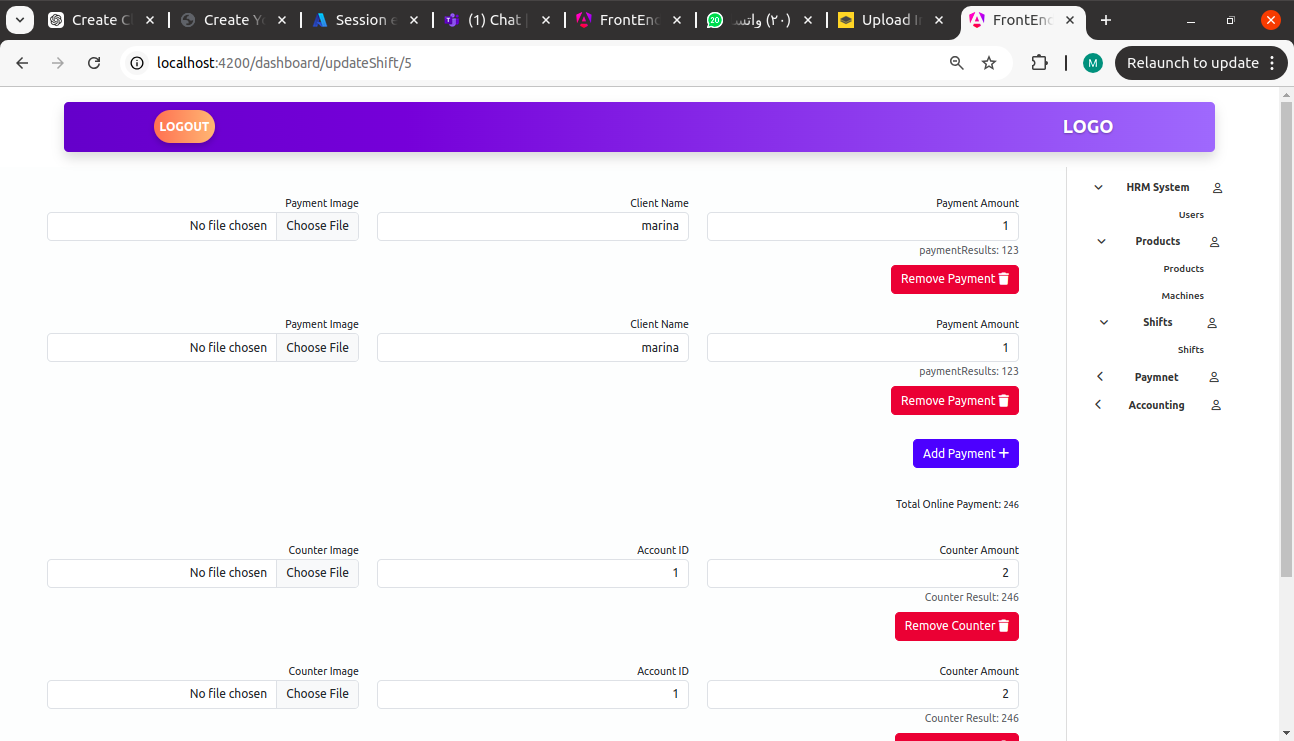 Create Cl
Create Yo
Session e
(1) Chat |
FrontEnd
20
(٢٠) واتس
Upload In
FrontEnd
localhost:4200/dashboard/updateShift/5
M
Relaunch to update
LOGOUT
LOGO
Payment Image
Client Name
Payment Amount
No file chosen
Choose File
marina
1
paymentResults: 123
Remove Payment
Payment Image
Client Name
Payment Amount
No file chosen
Choose File
marina
1
paymentResults: 123
Remove Payment
Add Payment
Total Online Payment: 246
Counter Image
Account ID
Counter Amount
No file chosen
Choose File
1
2
Counter Result: 246
Remove Counter
Counter Image
Account ID
Counter Amount
No file chosen
Choose File
1
2
Counter Result: 246
HRM System
Users
Products
Products
Machines
Shifts
Shifts
Paymnet
Accounting